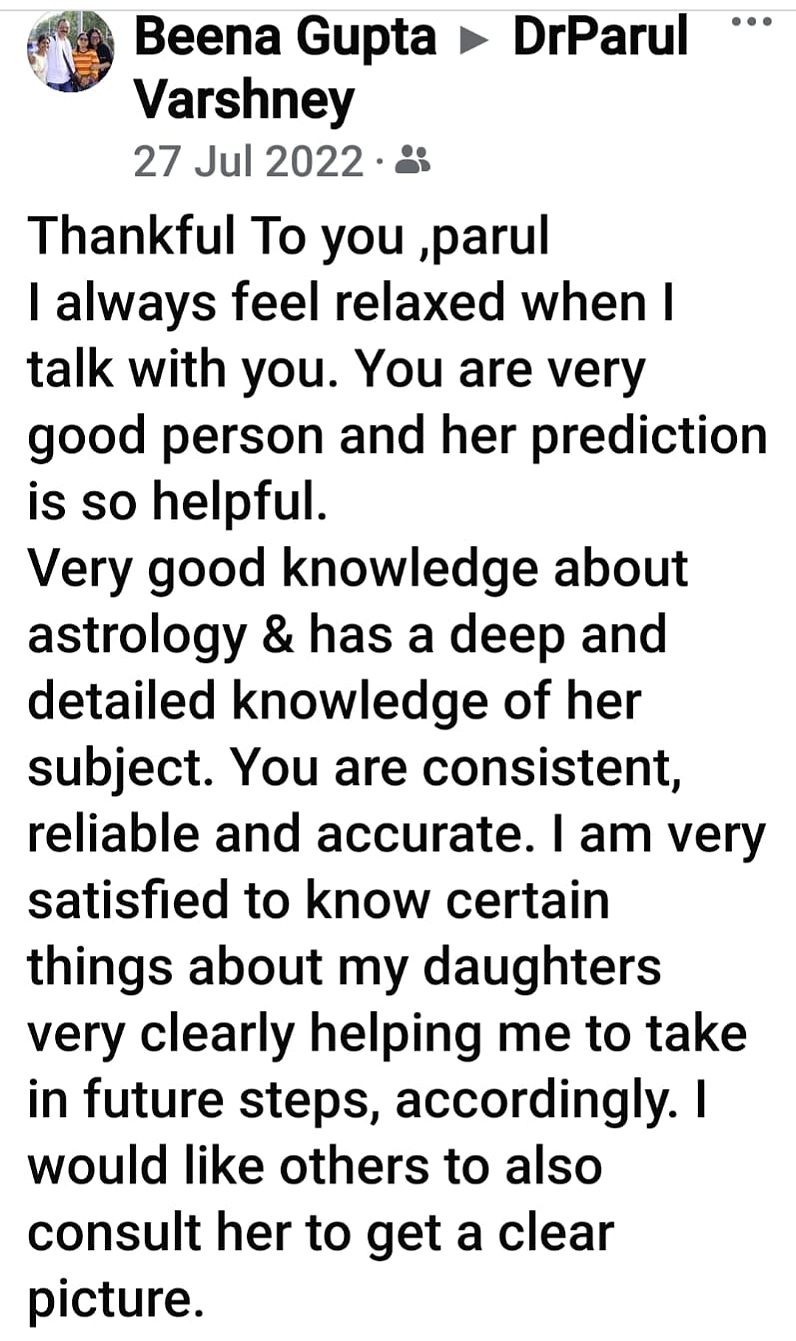 Beena Gupta ▸ DrParul
Varshney
27 Jul 2022 ·
Thankful To you ,parul
I always feel relaxed when I
talk with you. You are very
good person and her prediction
is so helpful.
Very good knowledge about
astrology & has a deep and
detailed knowledge of her
subject. You are consistent,
reliable and accurate. I am very
satisfied to know certain
things about my daughters
very clearly helping me to take
in future steps, accordingly. I
would like others to also
consult her to get a clear
picture.